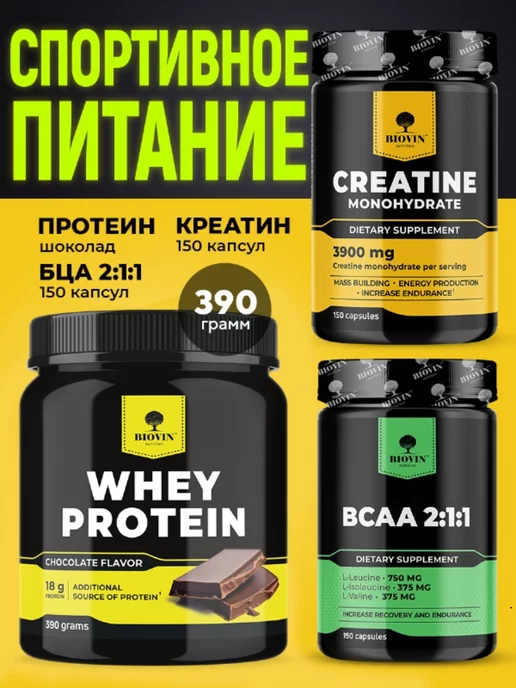 СПОРТИВНОЕ
ПИТАНИЕ
ПРОТЕИН
шоколад
КРЕАТИН
150 капсул
БЦА 2:1:1
150 капсул
390
грамм
BIOVIN
CREATINE
MONOHYDRATE
DIETARY SUPPLEMENT
3900 mg
Creatine monohydrate per serving
MASS BUILDING • ENERGY PRODUCTION
• INCREASE ENDURANCE¹
150 capsules
BIOVIN
WHEY
PROTEIN
CHOCOLATE FLAVOR
18 g
PROTEIN
ADDITIONAL
SOURCE OF PROTEIN¹
390 grams
BIOVIN
BCAA 2:1:1
DIETARY SUPPLEMENT
L-Leucine • 750 MG
L-Isoleucine • 375 MG
L-Valine • 375 MG
INCREASE RECOVERY AND ENDURANCE
150 capsules